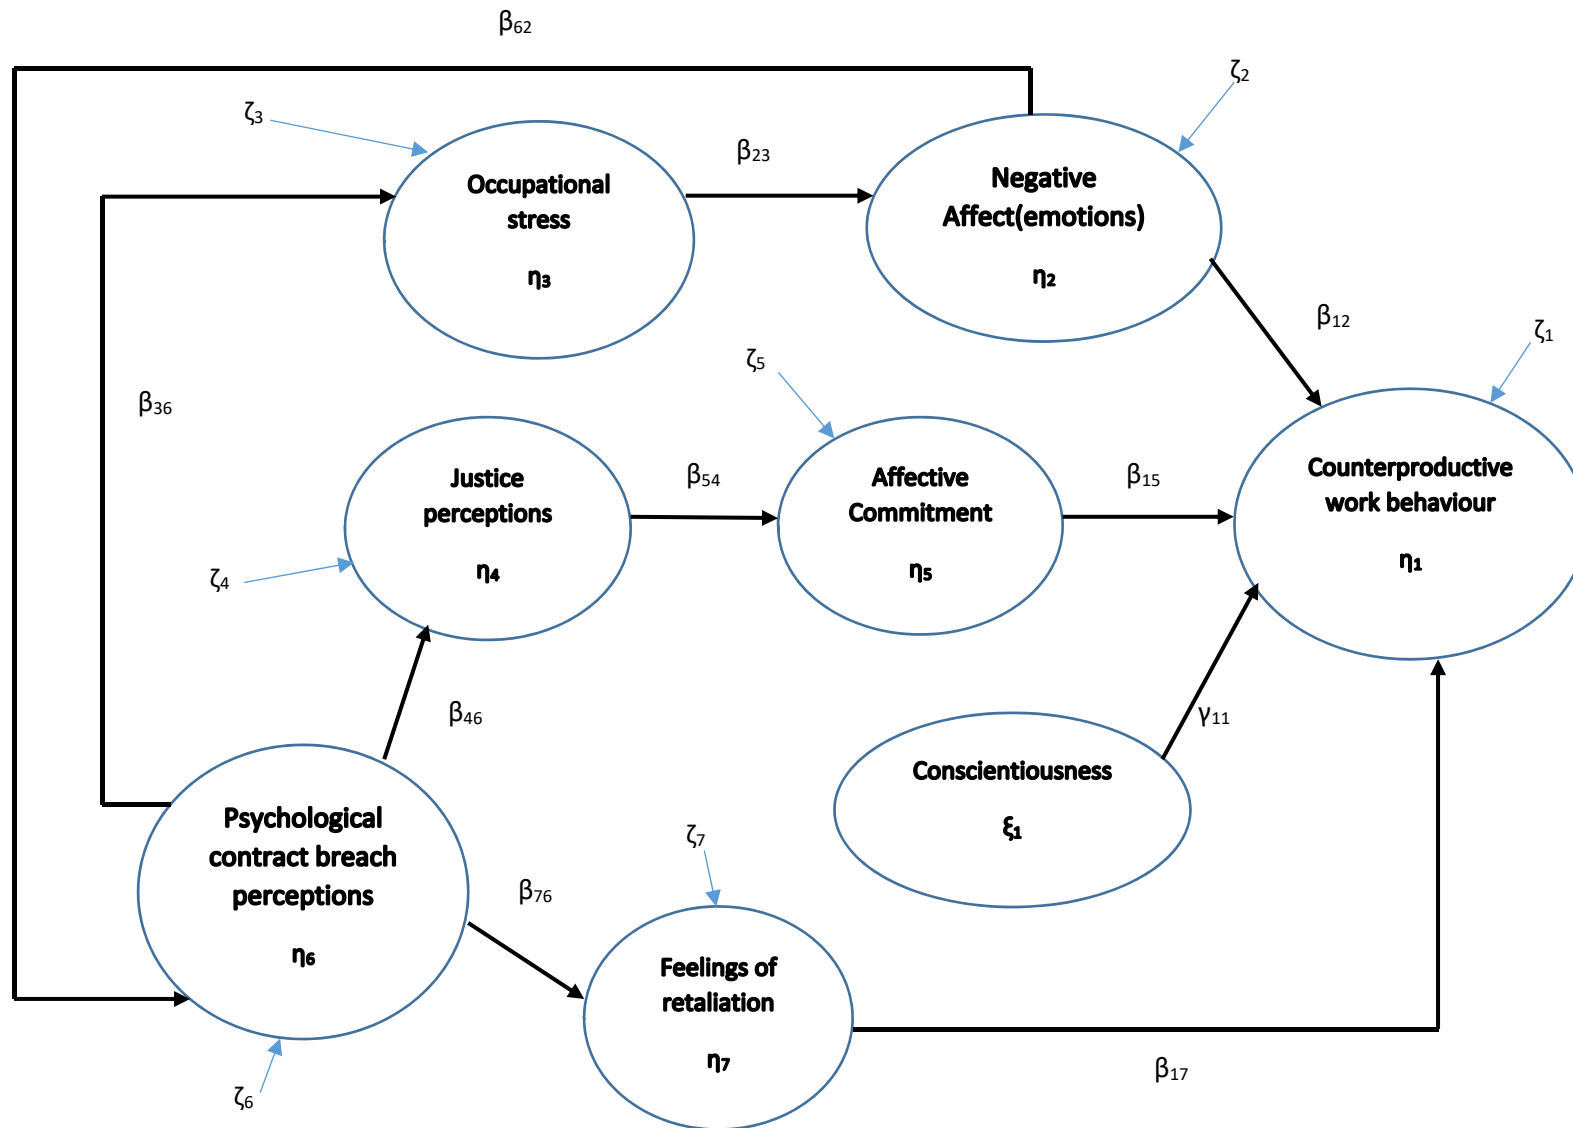 β62
ζ2
ζ3
β23
Occupational
stress
η3
Negative
Affect(emotions)
η2
β12
ζ1
ζ5
β36
Justice
perceptions
η4
β54
Affective
Commitment
η5
β15
Counterproductive
work behaviour
η1
ζ4
β46
γ11
Conscientiousness
ξ1
Psychological
contract breach
perceptions
η6
ζ7
β76
Feelings of
retaliation
η7
β17
ζ6